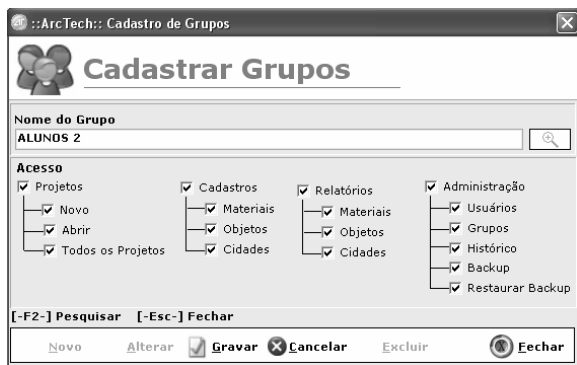 ::ArcTech:: Cadastro de Grupos
Cadastrar Grupos
Nome do Grupo
ALUNOS 2
Acesso
Projetos Cadastros Relatórios Administração
Novo Materiais Materiais Usuários
Abrir Objetos Objetos Grupos
Todos os Projetos Cidades Cidades Histórico
Backup
Restaurar Backup
[-F2-] Pesquisar [-Esc-] Fechar
Novo Alterar Gravar Cancelar Excluir Fechar